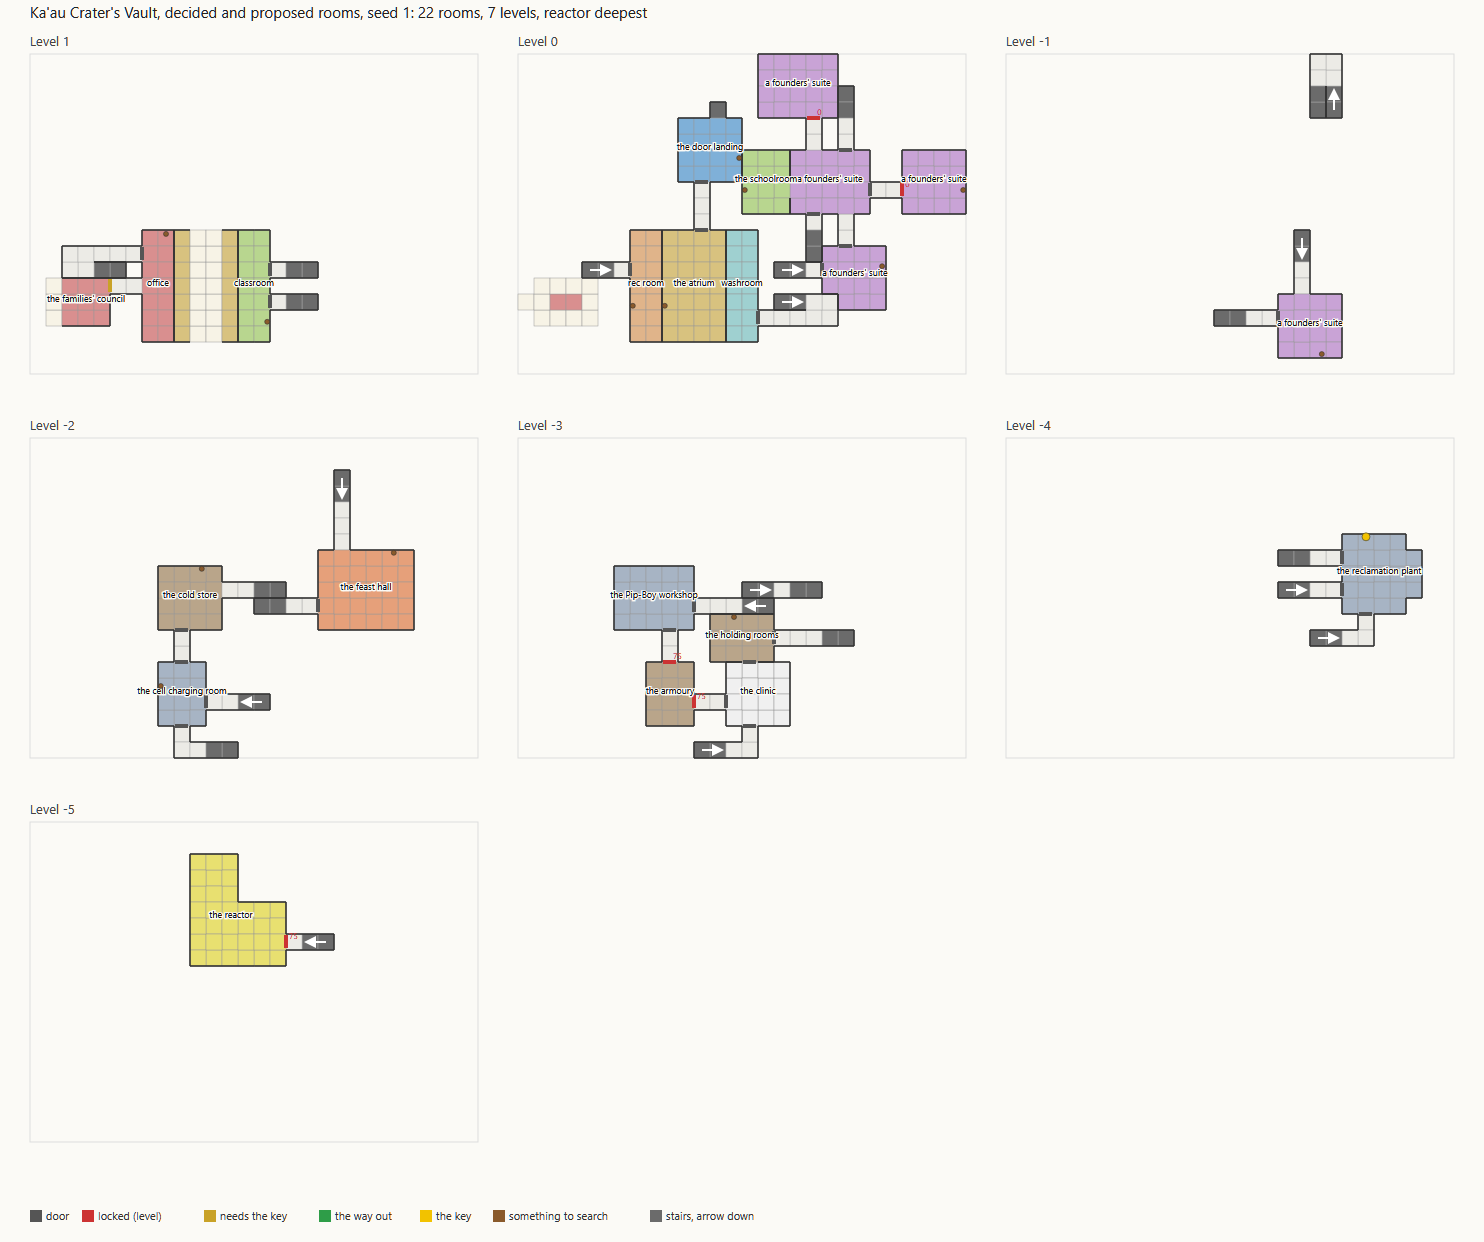 Ka'au Crater's Vault, decided and proposed rooms, seed 1: 22 rooms, 7 levels, reactor deepest
Level 1
Level 0
Level -1
a founders' suite
0
the door landing
the schoolroom
a founders' suite
a founders' suite
the families' council
office
classroom
rec room
the atrium
washroom
a founders' suite
a founders' suite
Level -2
Level -3
Level -4
the cold store
the feast hall
the cell charging room
the Pip-Boy workshop
the holding rooms
75
the armoury
75
the clinic
the reclamation plant
Level -5
the reactor
75
door
locked (level)
needs the key
the way out
the key
something to search
stairs, arrow down